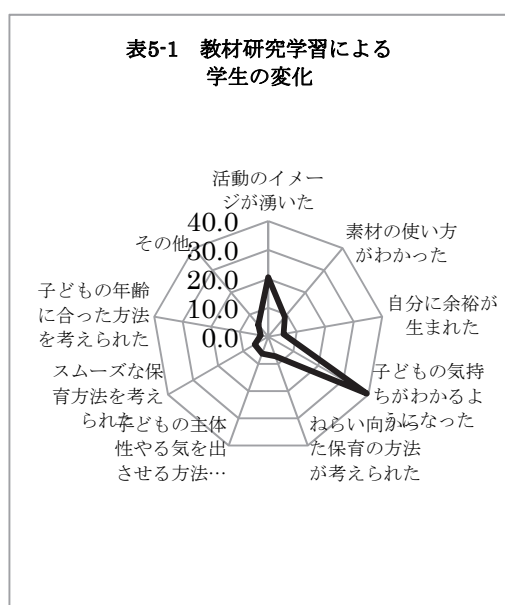 表5-1 教材研究学習による
学生の変化
活動のイメー
ジが湧いた
素材の使い方
がわかった
自分に余裕が
生まれた
子どもの気持
ちがわかるよ
うになった
ねらい向かっ
た保育の方法
が考えられた
子どもの主体
性やる気を出
させる方法…
スムーズな保
育方法を考え
られた
子どもの年齢
に合った方法
を考えられた
その他
40.0
30.0
20.0
10.0
0.0